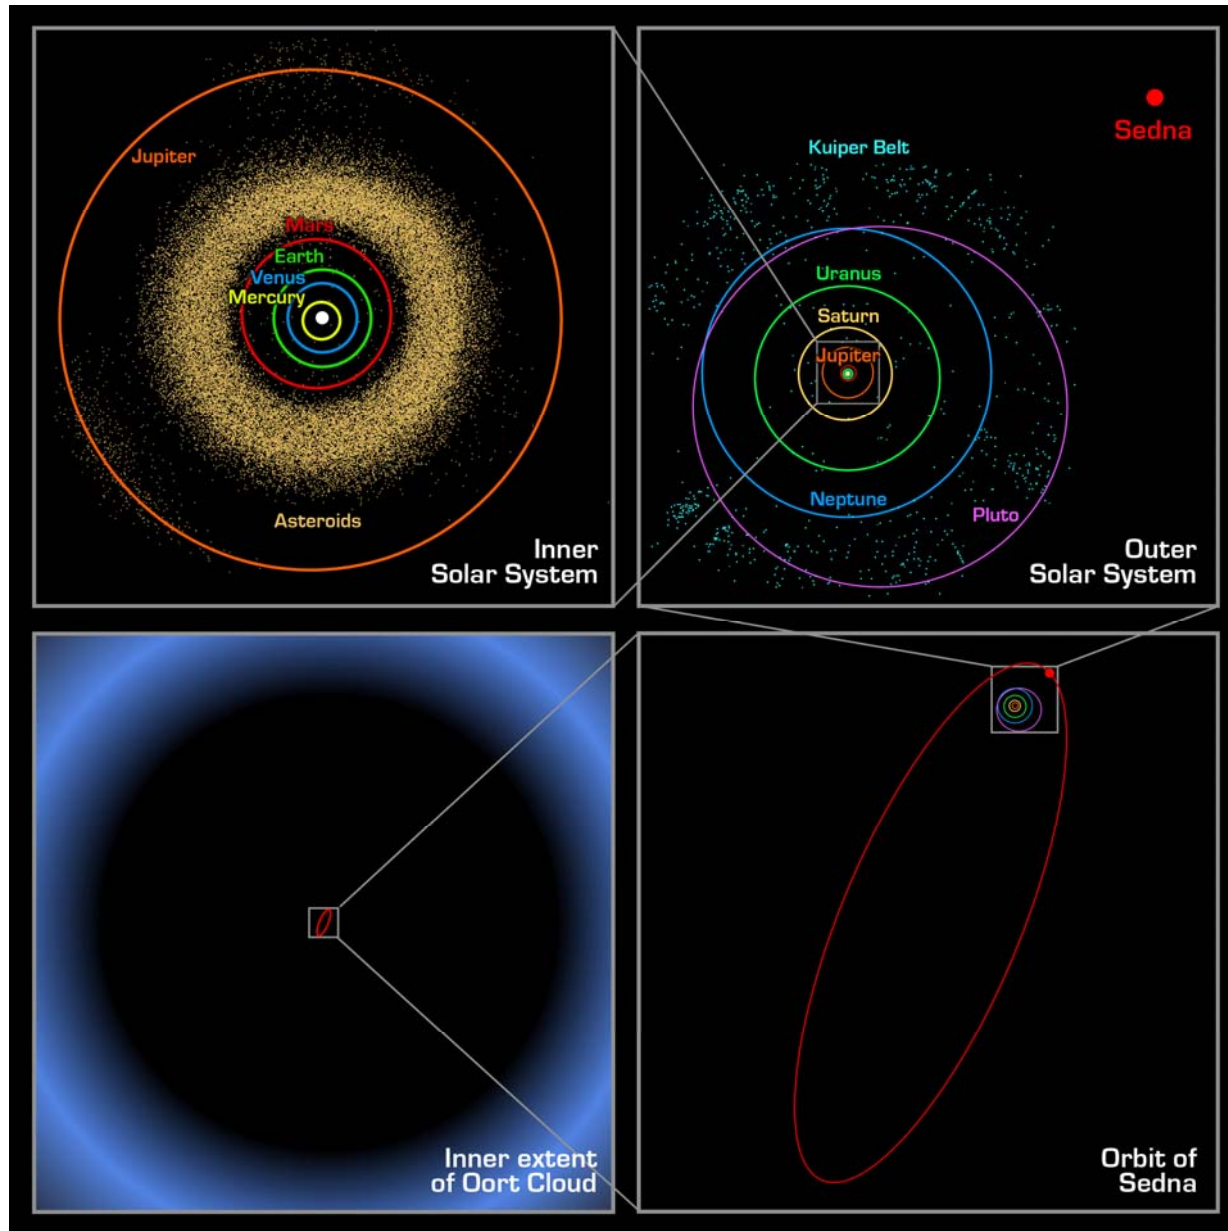 Jupiter
Mars
Earth
Venus
Mercury
Asteroids
Inner
Solar System
Sedna
Kuiper Belt
Uranus
Saturn
Jupiter
Neptune
Pluto
Outer
Solar System
Inner extent
of Oort Cloud
Orbit of
Sedna